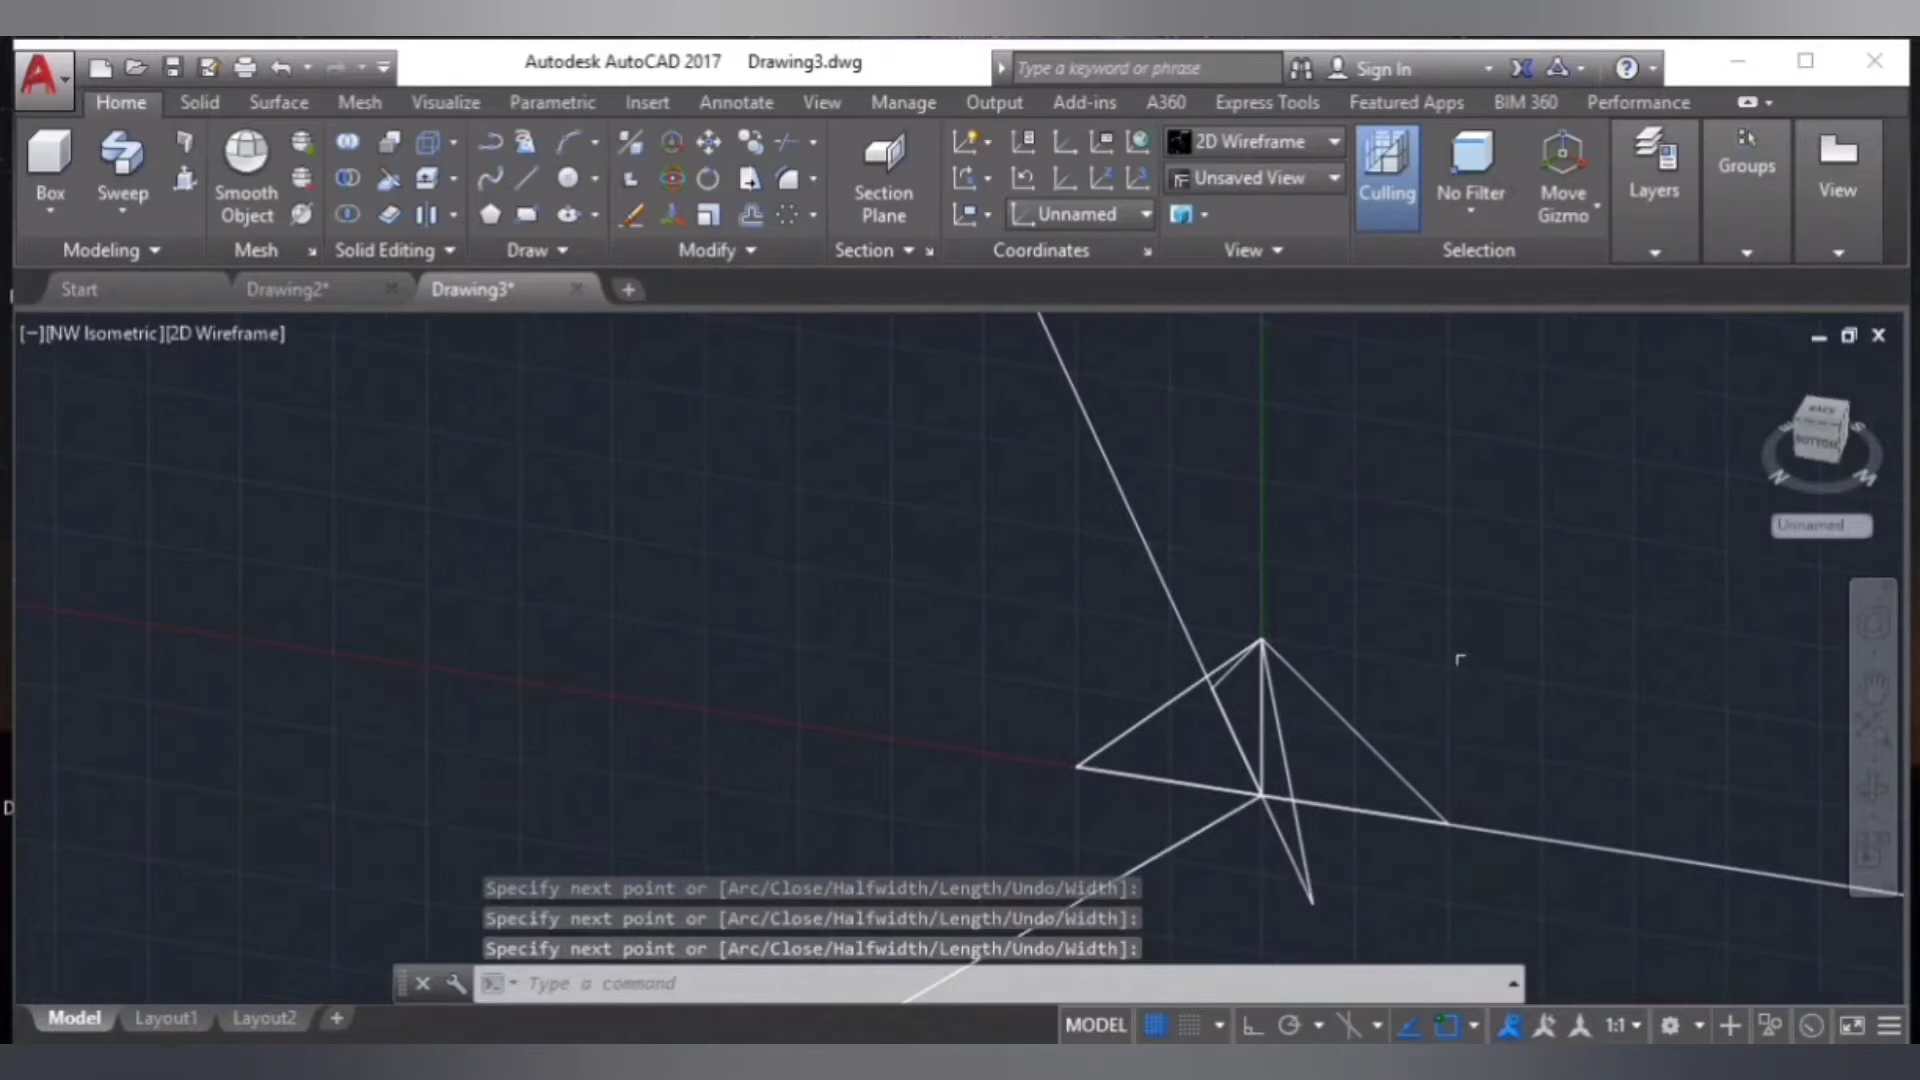 Autodesk AutoCAD 2017 Drawing3.dwg
Type a keyword or phrase
Sign In
Home Solid Surface Mesh Visualize Parametric Insert Annotate View Manage Output Add-ins A360 Express Tools Featured Apps BIM 360 Performance
Box
Sweep
Smooth
Object
Section
Plane
2D Wireframe
Unsaved View
Unnamed
Culling
No Filter
Move
Gizmo
Layers
Groups
View
Modeling Mesh Solid Editing Draw Modify Section Coordinates View Selection
Start Drawing2* Drawing3* +
[−][NW Isometric][2D Wireframe]
BACK
BOTTOM
N
Unnamed
D
Specify next point or [Arc/Close/Halfwidth/Length/Undo/Width]:
Specify next point or [Arc/Close/Halfwidth/Length/Undo/Width]:
Specify next point or [Arc/Close/Halfwidth/Length/Undo/Width]:
Type a command
Model Layout1 Layout2 +
MODEL 1:1